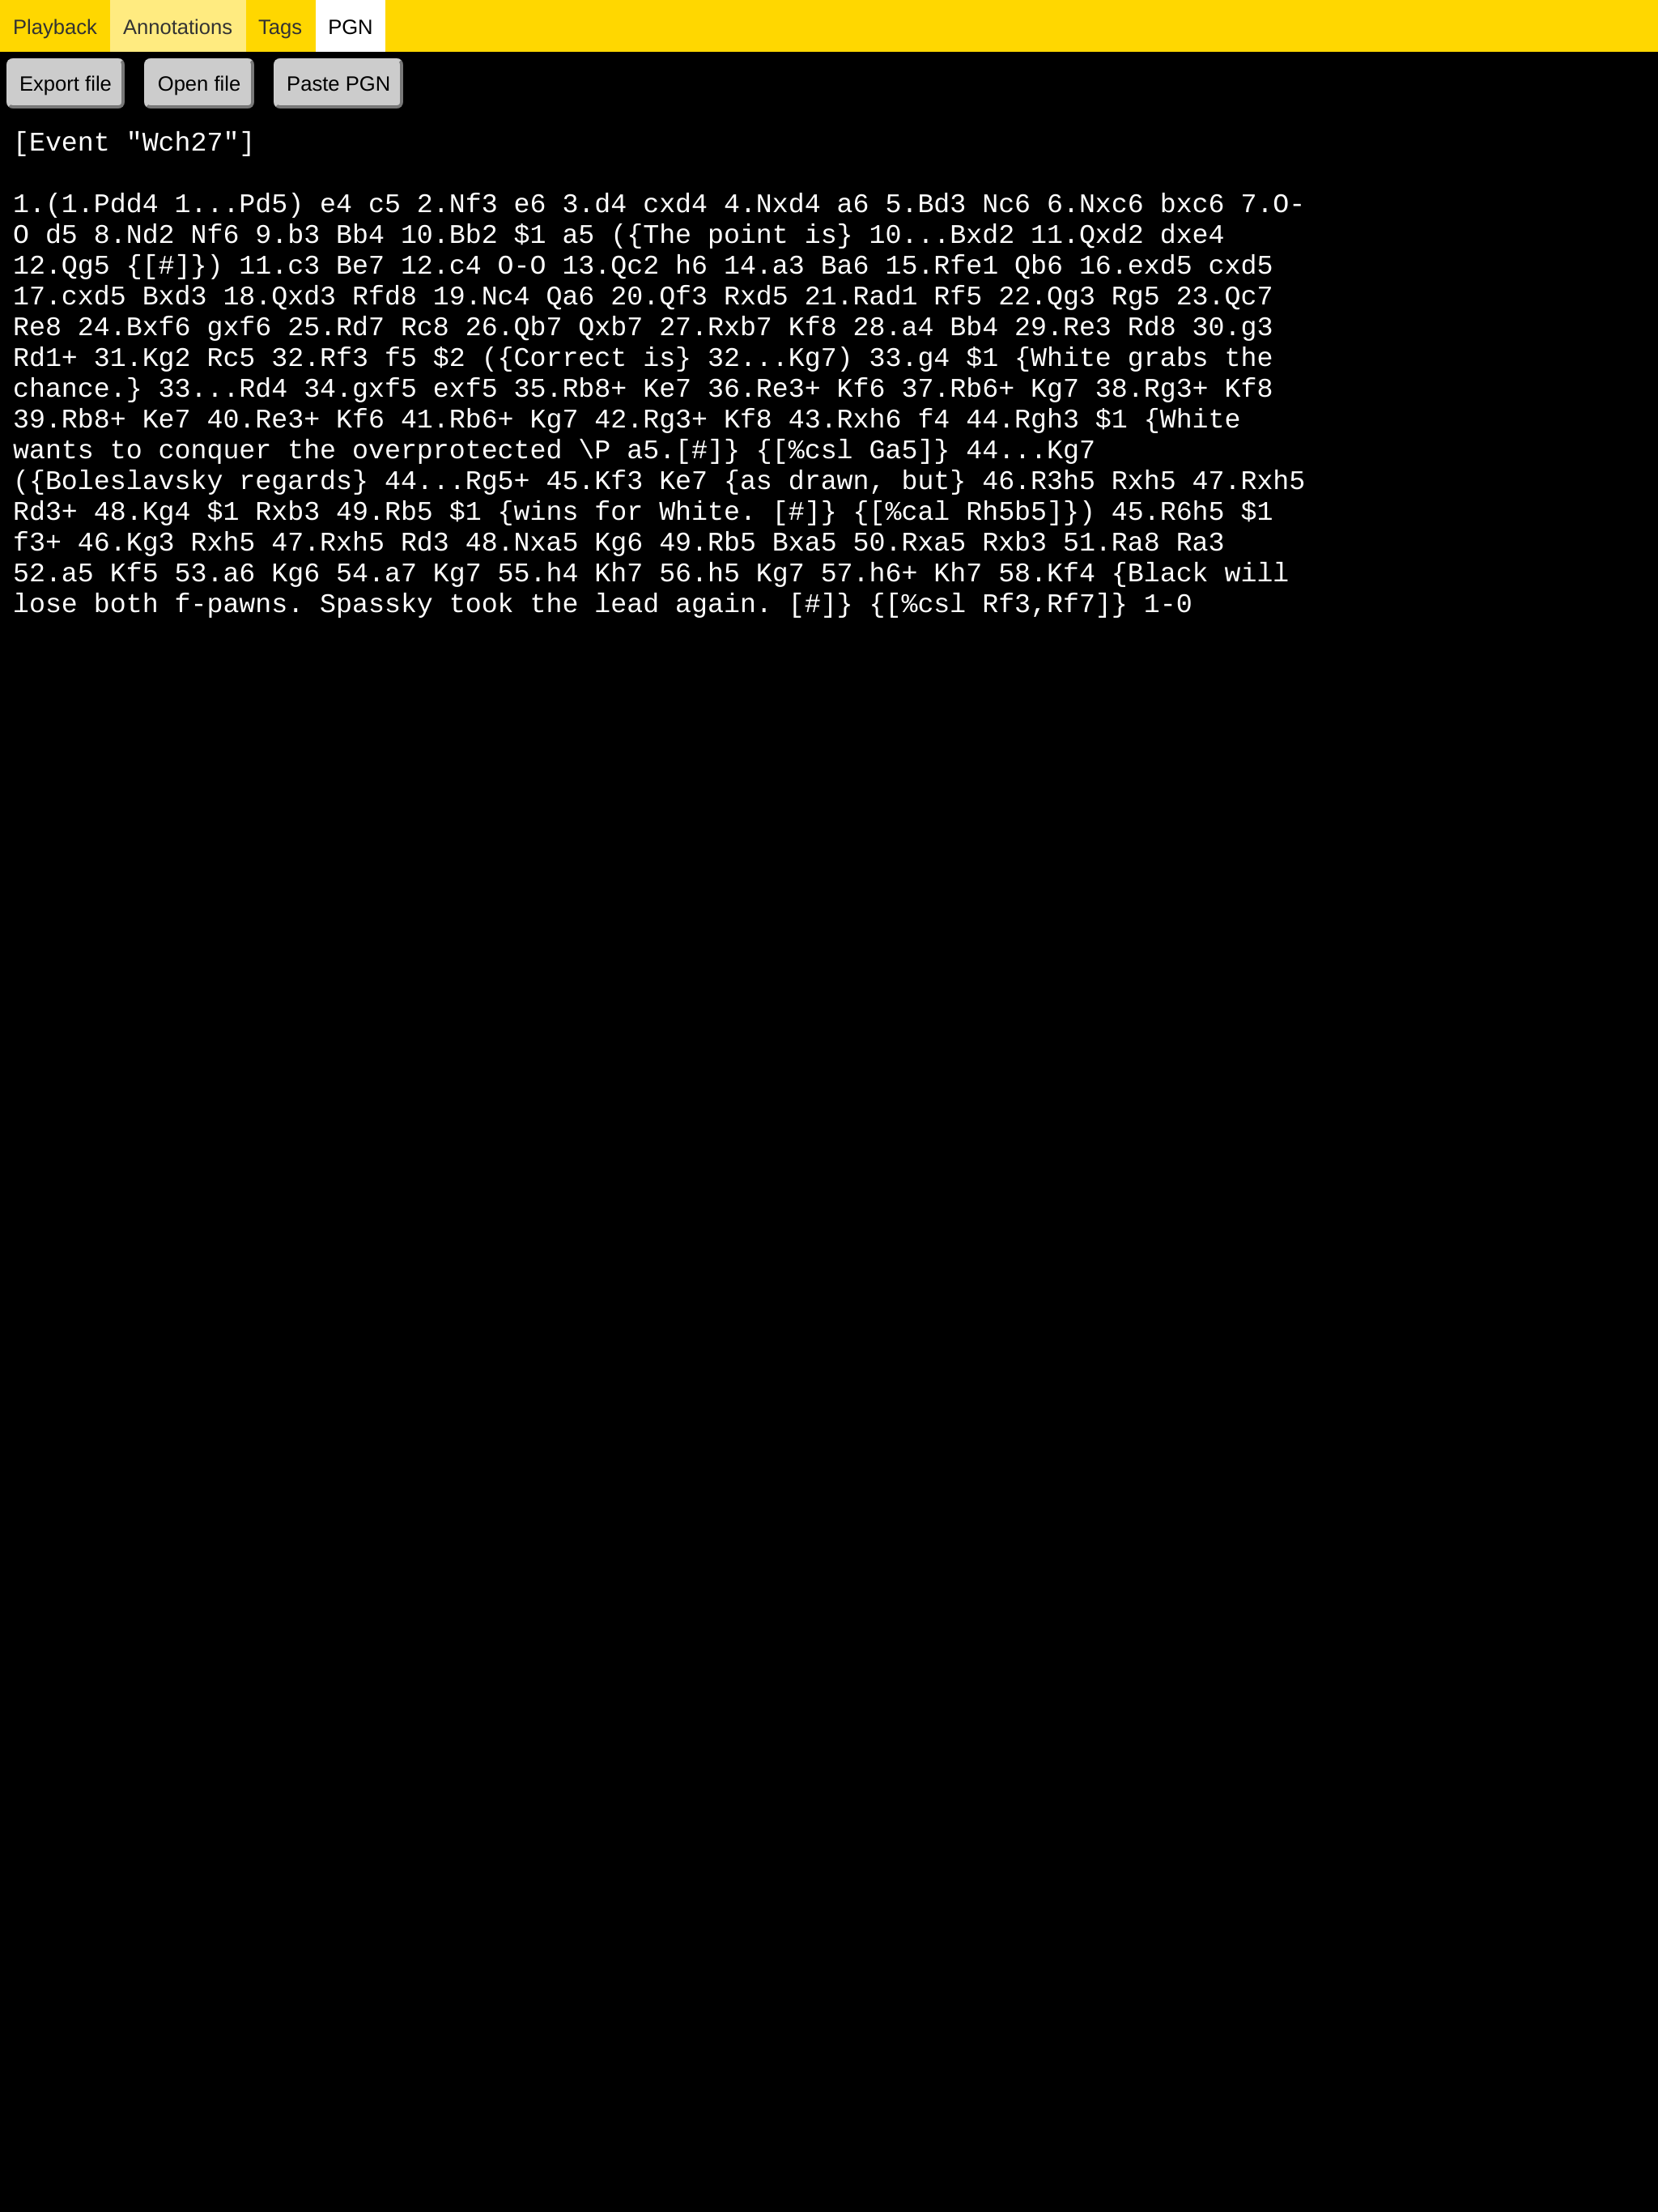 Playback Annotations Tags PGN
Export file Open file Paste PGN
[Event "Wch27"]
1.(1.Pdd4 1...Pd5) e4 c5 2.Nf3 e6 3.d4 cxd4 4.Nxd4 a6 5.Bd3 Nc6 6.Nxc6 bxc6 7.O-
O d5 8.Nd2 Nf6 9.b3 Bb4 10.Bb2 $1 a5 ({The point is} 10...Bxd2 11.Qxd2 dxe4
12.Qg5 {[#]}) 11.c3 Be7 12.c4 O-O 13.Qc2 h6 14.a3 Ba6 15.Rfe1 Qb6 16.exd5 cxd5
17.cxd5 Bxd3 18.Qxd3 Rfd8 19.Nc4 Qa6 20.Qf3 Rxd5 21.Rad1 Rf5 22.Qg3 Rg5 23.Qc7
Re8 24.Bxf6 gxf6 25.Rd7 Rc8 26.Qb7 Qxb7 27.Rxb7 Kf8 28.a4 Bb4 29.Re3 Rd8 30.g3
Rd1+ 31.Kg2 Rc5 32.Rf3 f5 $2 ({Correct is} 32...Kg7) 33.g4 $1 {White grabs the
chance.} 33...Rd4 34.gxf5 exf5 35.Rb8+ Ke7 36.Re3+ Kf6 37.Rb6+ Kg7 38.Rg3+ Kf8
39.Rb8+ Ke7 40.Re3+ Kf6 41.Rb6+ Kg7 42.Rg3+ Kf8 43.Rxh6 f4 44.Rgh3 $1 {White
wants to conquer the overprotected \P a5.[#]} {[%csl Ga5]} 44...Kg7
({Boleslavsky regards} 44...Rg5+ 45.Kf3 Ke7 {as drawn, but} 46.R3h5 Rxh5 47.Rxh5
Rd3+ 48.Kg4 $1 Rxb3 49.Rb5 $1 {wins for White. [#]} {[%cal Rh5b5]}) 45.R6h5 $1
f3+ 46.Kg3 Rxh5 47.Rxh5 Rd3 48.Nxa5 Kg6 49.Rb5 Bxa5 50.Rxa5 Rxb3 51.Ra8 Ra3
52.a5 Kf5 53.a6 Kg6 54.a7 Kg7 55.h4 Kh7 56.h5 Kg7 57.h6+ Kh7 58.Kf4 {Black will
lose both f-pawns. Spassky took the lead again. [#]} {[%csl Rf3,Rf7]} 1-0